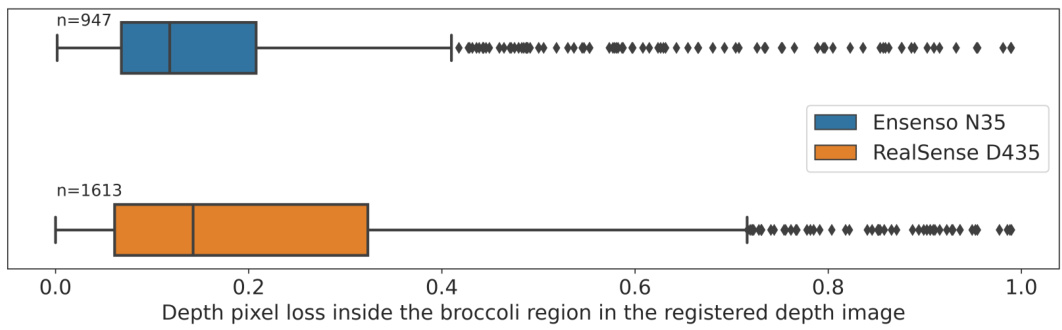 n=947
Ensenso N35
RealSense D435
n=1613
0.0 0.2 0.4 0.6 0.8 1.0
Depth pixel loss inside the broccoli region in the registered depth image